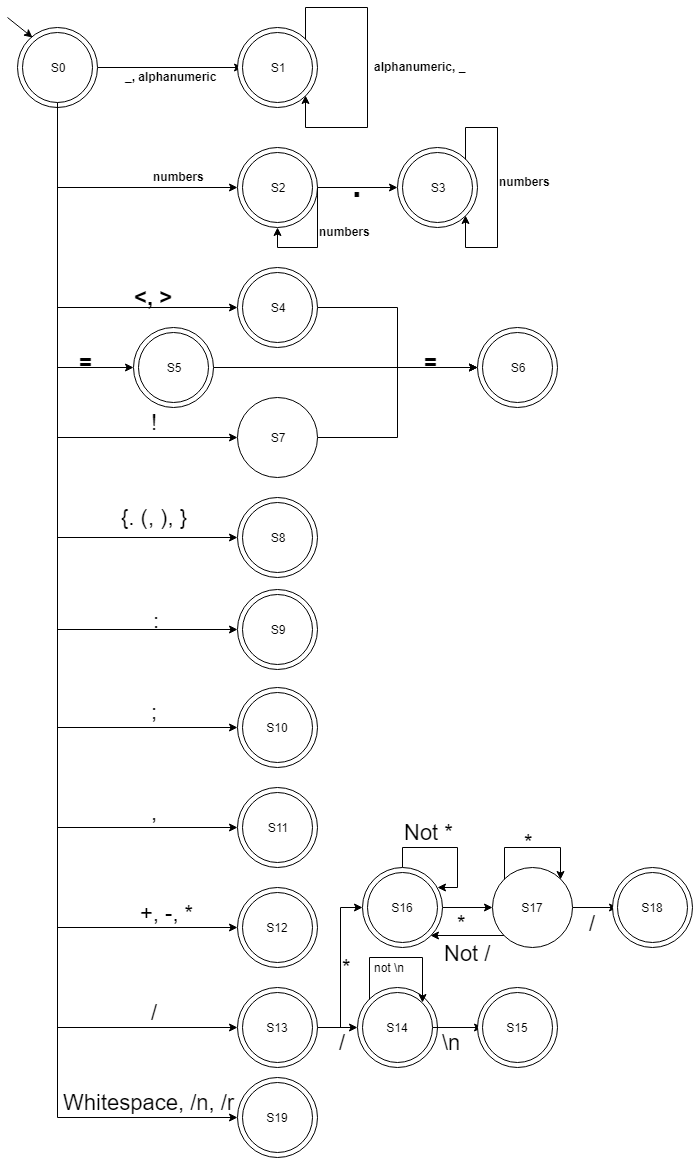 S0
_, alphanumeric
S1
alphanumeric, _
numbers
S2
.
S3
numbers
numbers
<, >
S4
=
S5
=
S6
!
S7
{. (, ), }
S8
:
S9
;
S10
,
S11
Not *
*
+, -, *
S12
S16
*
S17
/
S18
Not /
*
not \n
/
S13
/
S14
\n
S15
Whitespace, /n, /r
S19